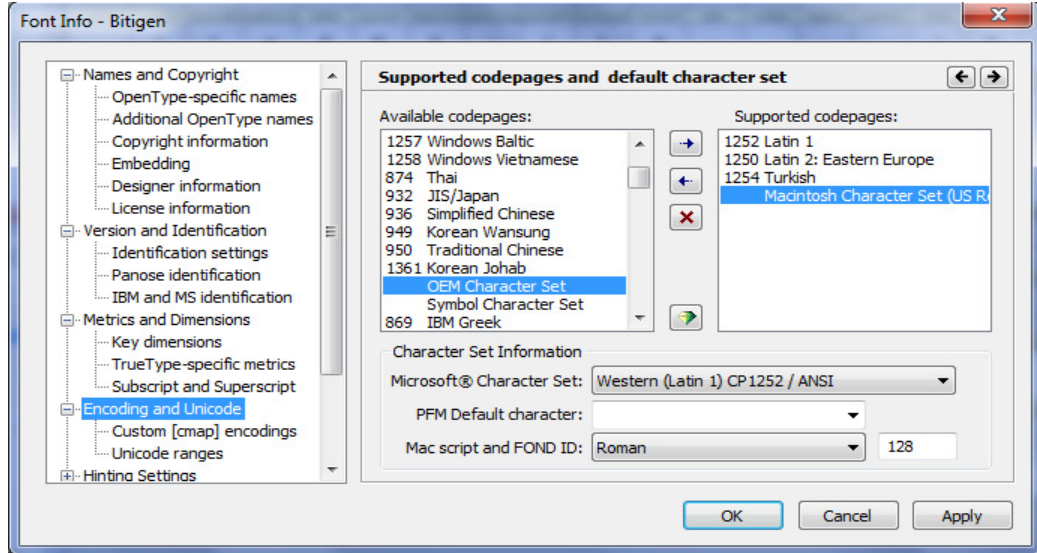 Font Info - Bitigen
Names and Copyright
OpenType-specific names
Additional OpenType names
Copyright information
Embedding
Designer information
License information
Version and Identification
Identification settings
Panose identification
IBM and MS identification
Metrics and Dimensions
Key dimensions
TrueType-specific metrics
Subscript and Superscript
Encoding and Unicode
Custom [cmap] encodings
Unicode ranges
Hinting Settings
Supported codepages and default character set
Available codepages:
1257 Windows Baltic
1258 Windows Vietnamese
874 Thai
932 JIS/Japan
936 Simplified Chinese
949 Korean Wansung
950 Traditional Chinese
1361 Korean Johab
OEM Character Set
Symbol Character Set
869 IBM Greek
Supported codepages:
1252 Latin 1
1250 Latin 2: Eastern Europe
1254 Turkish
Macintosh Character Set (US R
Character Set Information
Microsoft® Character Set: Western (Latin 1) CP1252 / ANSI
PFM Default character:
Mac script and FOND ID: Roman 128
OK Cancel Apply